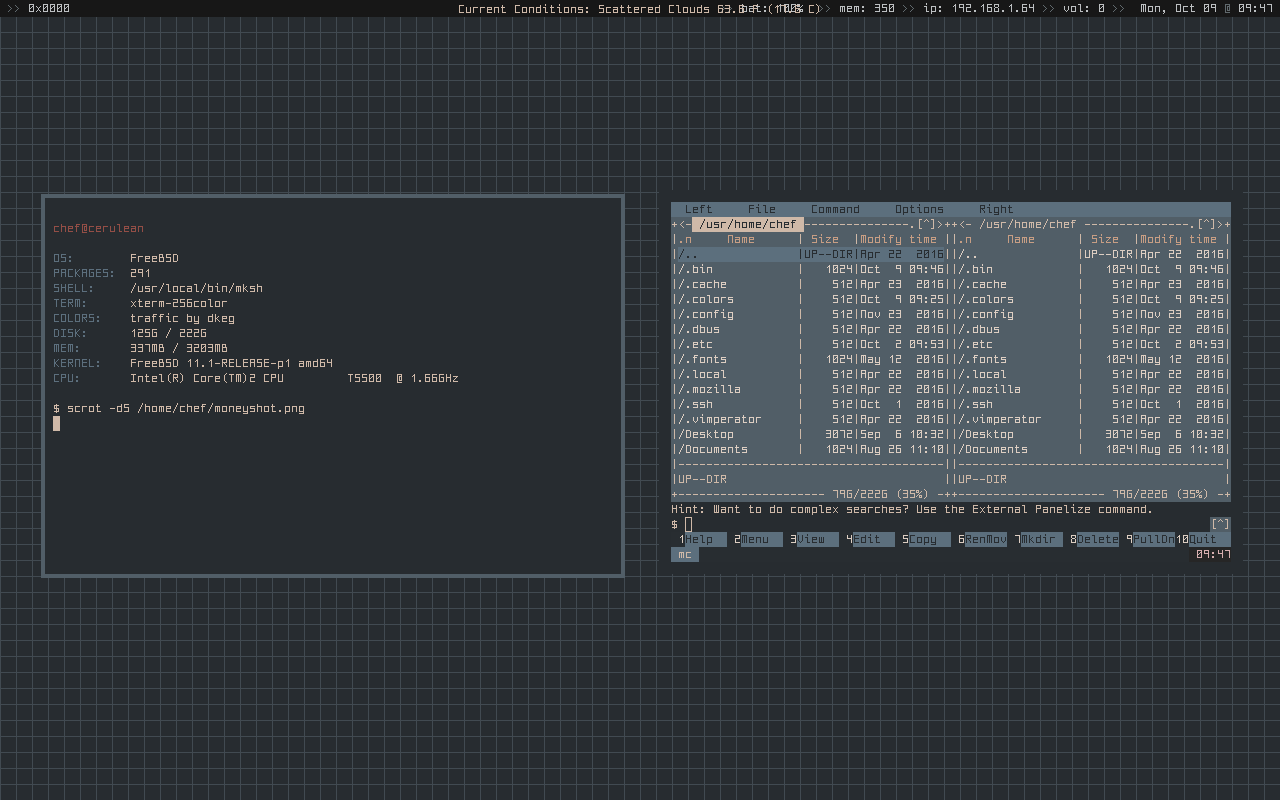 >> 0x0000
Current Conditions: Scattered Clouds
>> mem: 350 >> ip: 192.168.1.64 >> vol: 0 >> Mon, Oct 09 @ 09:47
chef@cerulean
OS: FreeBSD
PACKAGES: 291
SHELL: /usr/local/bin/mksh
TERM: xterm-256color
COLORS: traffic by dkeg
DISK: 125G / 222G
MEM: 337MB / 3203MB
KERNEL: FreeBSD 11.1-RELEASE-p1 amd64
CPU: Intel(R) Core(TM)2 CPU T5500 @ 1.66GHz
$ scrot -d5 /home/chef/moneyshot.png
Left File Command Options Right
+<- /usr/home/chef ---------------.[^]>++<- /usr/home/chef ---------------.[^]>+
|.n Name | Size |Modify time ||.n Name | Size |Modify time |
|/.. |UP--DIR|Apr 22 2016||/.. |UP--DIR|Apr 22 2016|
|/.bin | 1024|Oct 9 09:46||/.bin | 1024|Oct 9 09:46|
|/.cache | 512|Apr 23 2016||/.cache | 512|Apr 23 2016|
|/.colors | 512|Oct 9 09:25||/.colors | 512|Oct 9 09:25|
|/.config | 512|Nov 23 2016||/.config | 512|Nov 23 2016|
|/.dbus | 512|Apr 22 2016||/.dbus | 512|Apr 22 2016|
|/.etc | 512|Oct 2 09:53||/.etc | 512|Oct 2 09:53|
|/.fonts | 1024|May 12 2016||/.fonts | 1024|May 12 2016|
|/.local | 512|Apr 22 2016||/.local | 512|Apr 22 2016|
|/.mozilla | 512|Apr 22 2016||/.mozilla | 512|Apr 22 2016|
|/.ssh | 512|Oct 1 2016||/.ssh | 512|Oct 1 2016|
|/.vimperator | 512|Apr 22 2016||/.vimperator | 512|Apr 22 2016|
|/Desktop | 3072|Sep 6 10:32||/Desktop | 3072|Sep 6 10:32|
|/Documents | 1024|Aug 26 11:10||/Documents | 1024|Aug 26 11:10|
|--------------------------------------||--------------------------------------|
|UP--DIR ||UP--DIR |
+--------------------- 79G/222G (35%) -++--------------------- 79G/222G (35%) -+
Hint: Want to do complex searches? Use the External Panelize command.
$ [^]
1Help 2Menu 3View 4Edit 5Copy 6RenMov 7Mkdir 8Delete 9PullDn 10Quit
mc 09:47